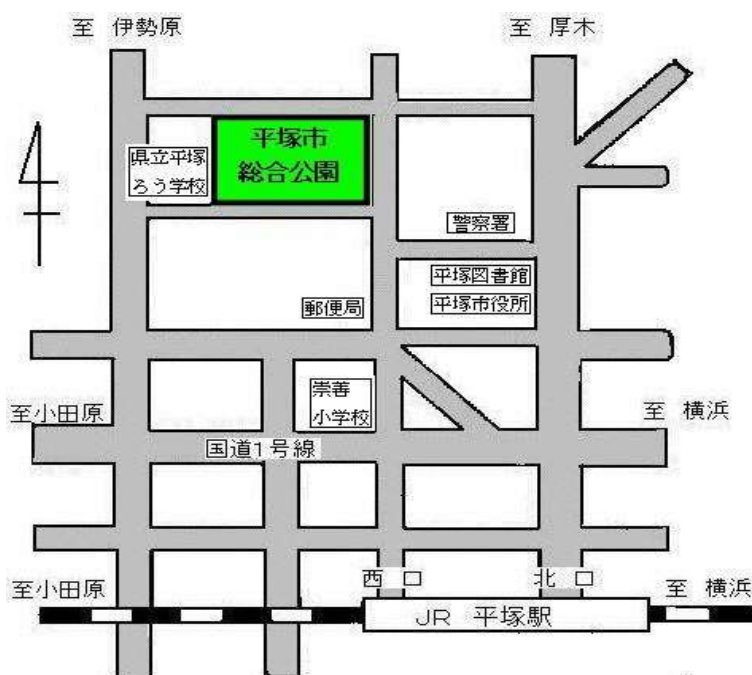 至 伊勢原
至 厚木
平塚市
総合公園
県立平塚
ろう学校
警察署
平塚図書館
平塚市役所
郵便局
崇善
小学校
至小田原
至 横浜
国道1号線
西 口
北 口
至小田原
至 横浜
JR 平塚駅